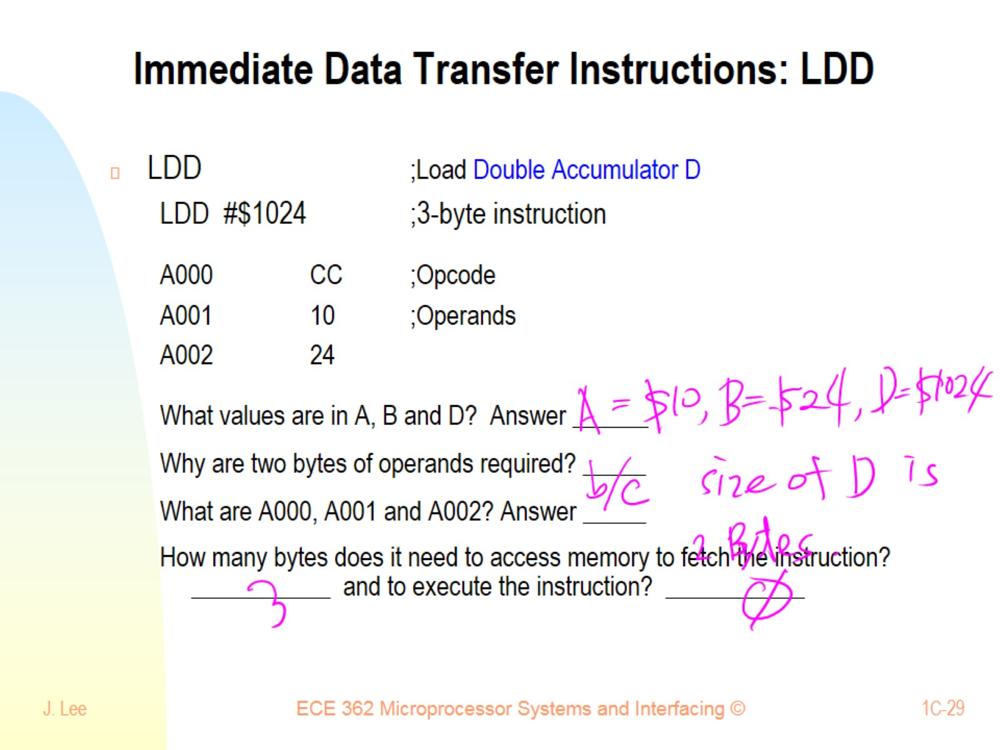 Immediate Data Transfer Instructions: LDD
LDD ;Load Double Accumulator D
LDD #$1024 ;3-byte instruction
A000 CC ;Opcode
A001 10 ;Operands
A002 24
What values are in A, B and D? Answer A = $10, B = $24, D = $1024
Why are two bytes of operands required? b/c size of D is
What are A000, A001 and A002? Answer
2 Bytes.
How many bytes does it need to access memory to fetch the instruction?
3 and to execute the instruction? 0
J. Lee ECE 362 Microprocessor Systems and Interfacing © 1C-29